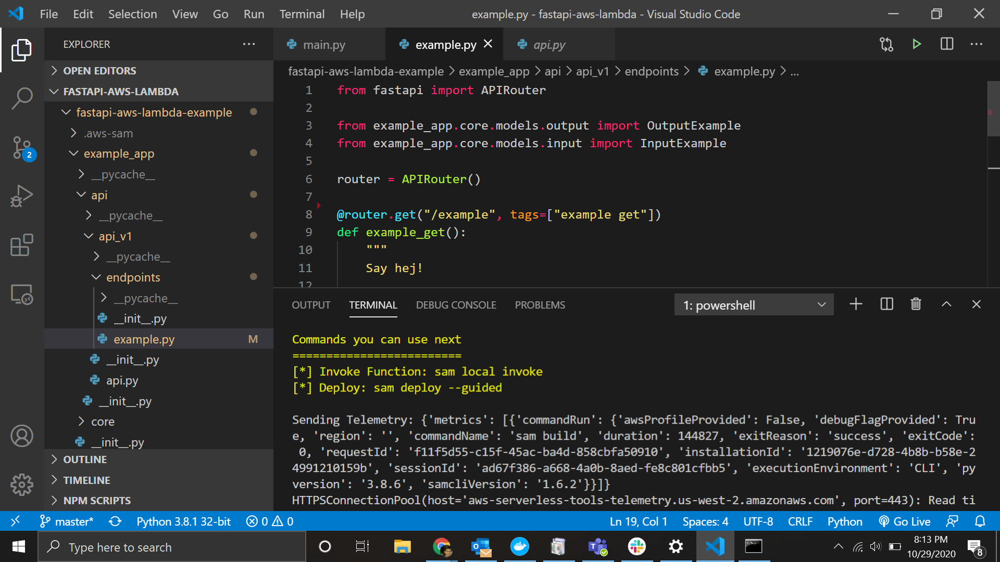 File Edit Selection View Go Run Terminal Help
example.py - fastapi-aws-lambda - Visual Studio Code
EXPLORER
OPEN EDITORS
FASTAPI-AWS-LAMBDA
fastapi-aws-lambda-example
.aws-sam
example_app
__pycache__
api
__pycache__
api_v1
__pycache__
endpoints
__pycache__
__init__.py
example.py M
__init__.py
api.py
__init__.py
core
__init__.py
OUTLINE
TIMELINE
NPM SCRIPTS
2
main.py example.py api.py
fastapi-aws-lambda-example > example_app > api > api_v1 > endpoints > example.py > ...
1 from fastapi import APIRouter
2
3 from example_app.core.models.output import OutputExample
4 from example_app.core.models.input import InputExample
5
6 router = APIRouter()
7
8 @router.get("/example", tags=["example get"])
9 def example_get():
10 """
11 Say hej!
12
OUTPUT TERMINAL DEBUG CONSOLE PROBLEMS 1: powershell
Commands you can use next
=========================
[*] Invoke Function: sam local invoke
[*] Deploy: sam deploy --guided
Sending Telemetry: {'metrics': [{'commandRun': {'awsProfileProvided': False, 'debugFlagProvided': Tru
e, 'region': '', 'commandName': 'sam build', 'duration': 144827, 'exitReason': 'success', 'exitCode':
0, 'requestId': 'f11f5d55-c15f-45ac-ba4d-858cbfa50910', 'installationId': '1219076e-d728-4b8b-b58e-2
4991210159b', 'sessionId': 'ad67f386-a668-4a0b-8aed-fe8c801cfbb5', 'executionEnvironment': 'CLI', 'py
version': '3.8.6', 'samcliVersion': '1.6.2'}}]}
HTTPSConnectionPool(host='aws-serverless-tools-telemetry.us-west-2.amazonaws.com', port=443): Read ti
master* Python 3.8.1 32-bit 0 0 Ln 19, Col 1 Spaces: 4 UTF-8 CRLF Python Go Live
Type here to search
8:13 PM
10/29/2020
8